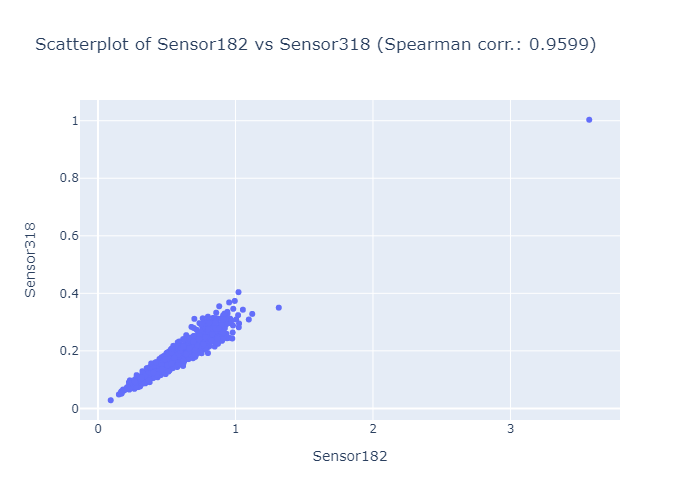 Scatterplot of Sensor182 vs Sensor318 (Spearman corr.: 0.9599)
1
0.8
0.6
0.4
0.2
0
Sensor318
0 1 2 3
Sensor182